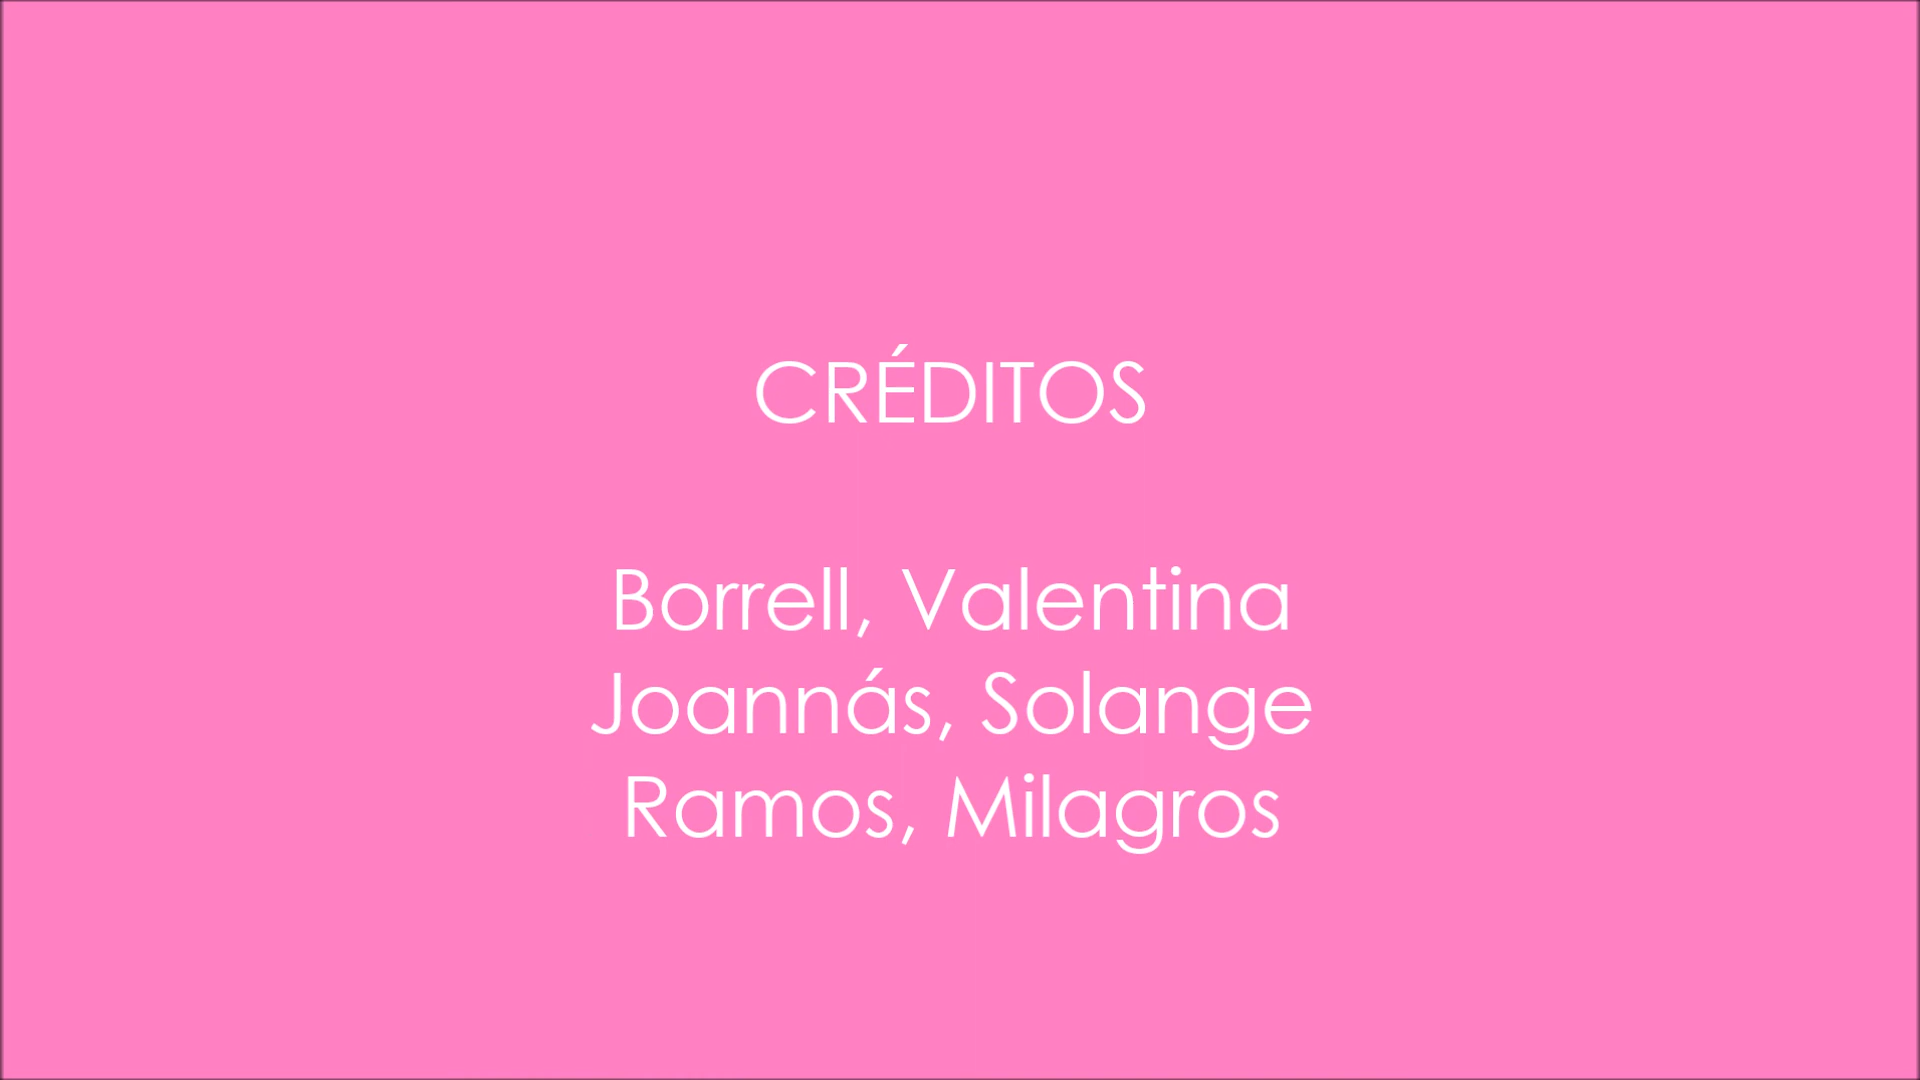 CRÉDITOS
Borrell, Valentina
Joannás, Solange
Ramos, Milagros